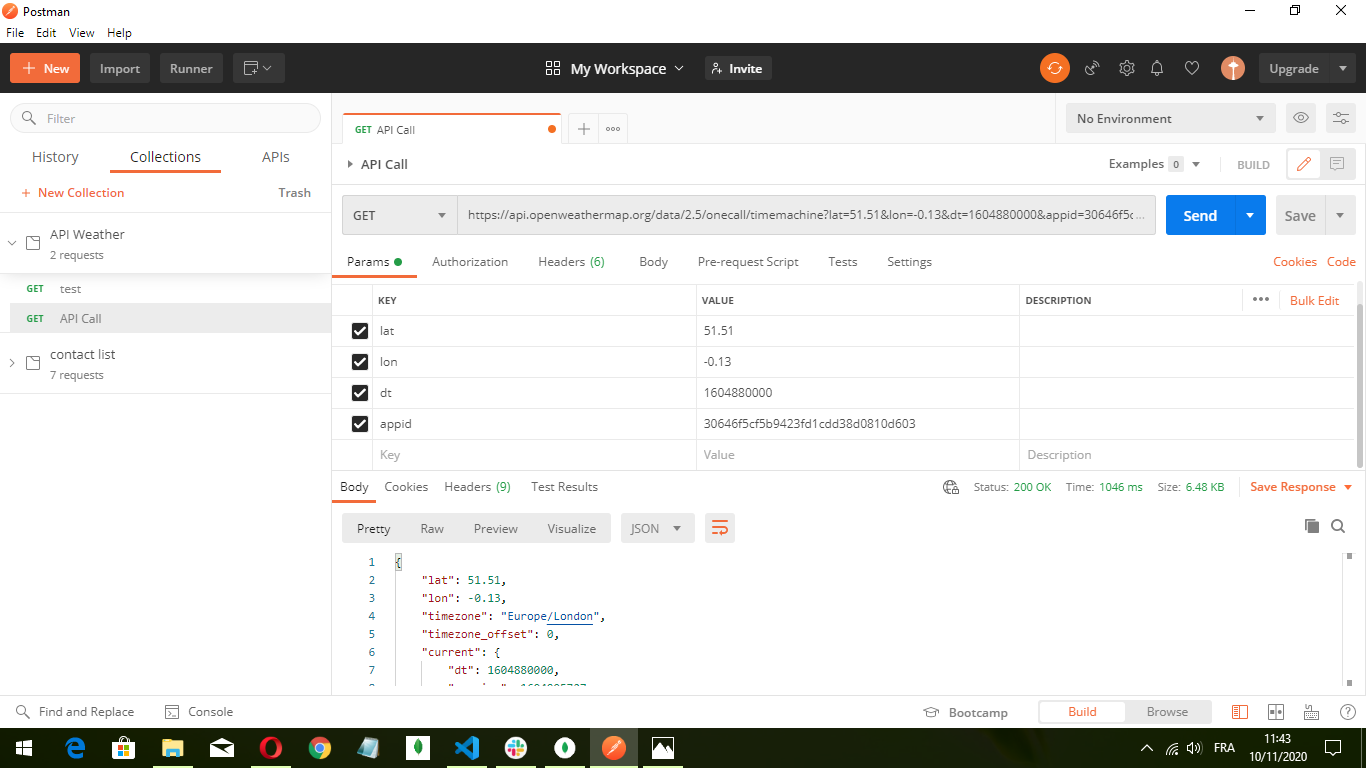 Postman
File Edit View Help
New Import Runner My Workspace Invite Upgrade
Filter
History Collections APIs
New Collection Trash
API Weather
2 requests
GET test
GET API Call
contact list
7 requests
GET API Call
No Environment
API Call Examples 0 BUILD
GET https://api.openweathermap.org/data/2.5/onecall/timemachine?lat=51.51&lon=-0.13&dt=1604880000&appid=30646f5c... Send Save
Params Authorization Headers (6) Body Pre-request Script Tests Settings Cookies Code
KEY VALUE DESCRIPTION Bulk Edit
lat 51.51
lon -0.13
dt 1604880000
appid 30646f5cf5b9423fd1cdd38d0810d603
Key Value Description
Body Cookies Headers (9) Test Results Status: 200 OK Time: 1046 ms Size: 6.48 KB Save Response
Pretty Raw Preview Visualize JSON
1 {
2 "lat": 51.51,
3 "lon": -0.13,
4 "timezone": "Europe/London",
5 "timezone_offset": 0,
6 "current": {
7 "dt": 1604880000,
Find and Replace Console Bootcamp Build Browse
FRA
11:43
10/11/2020